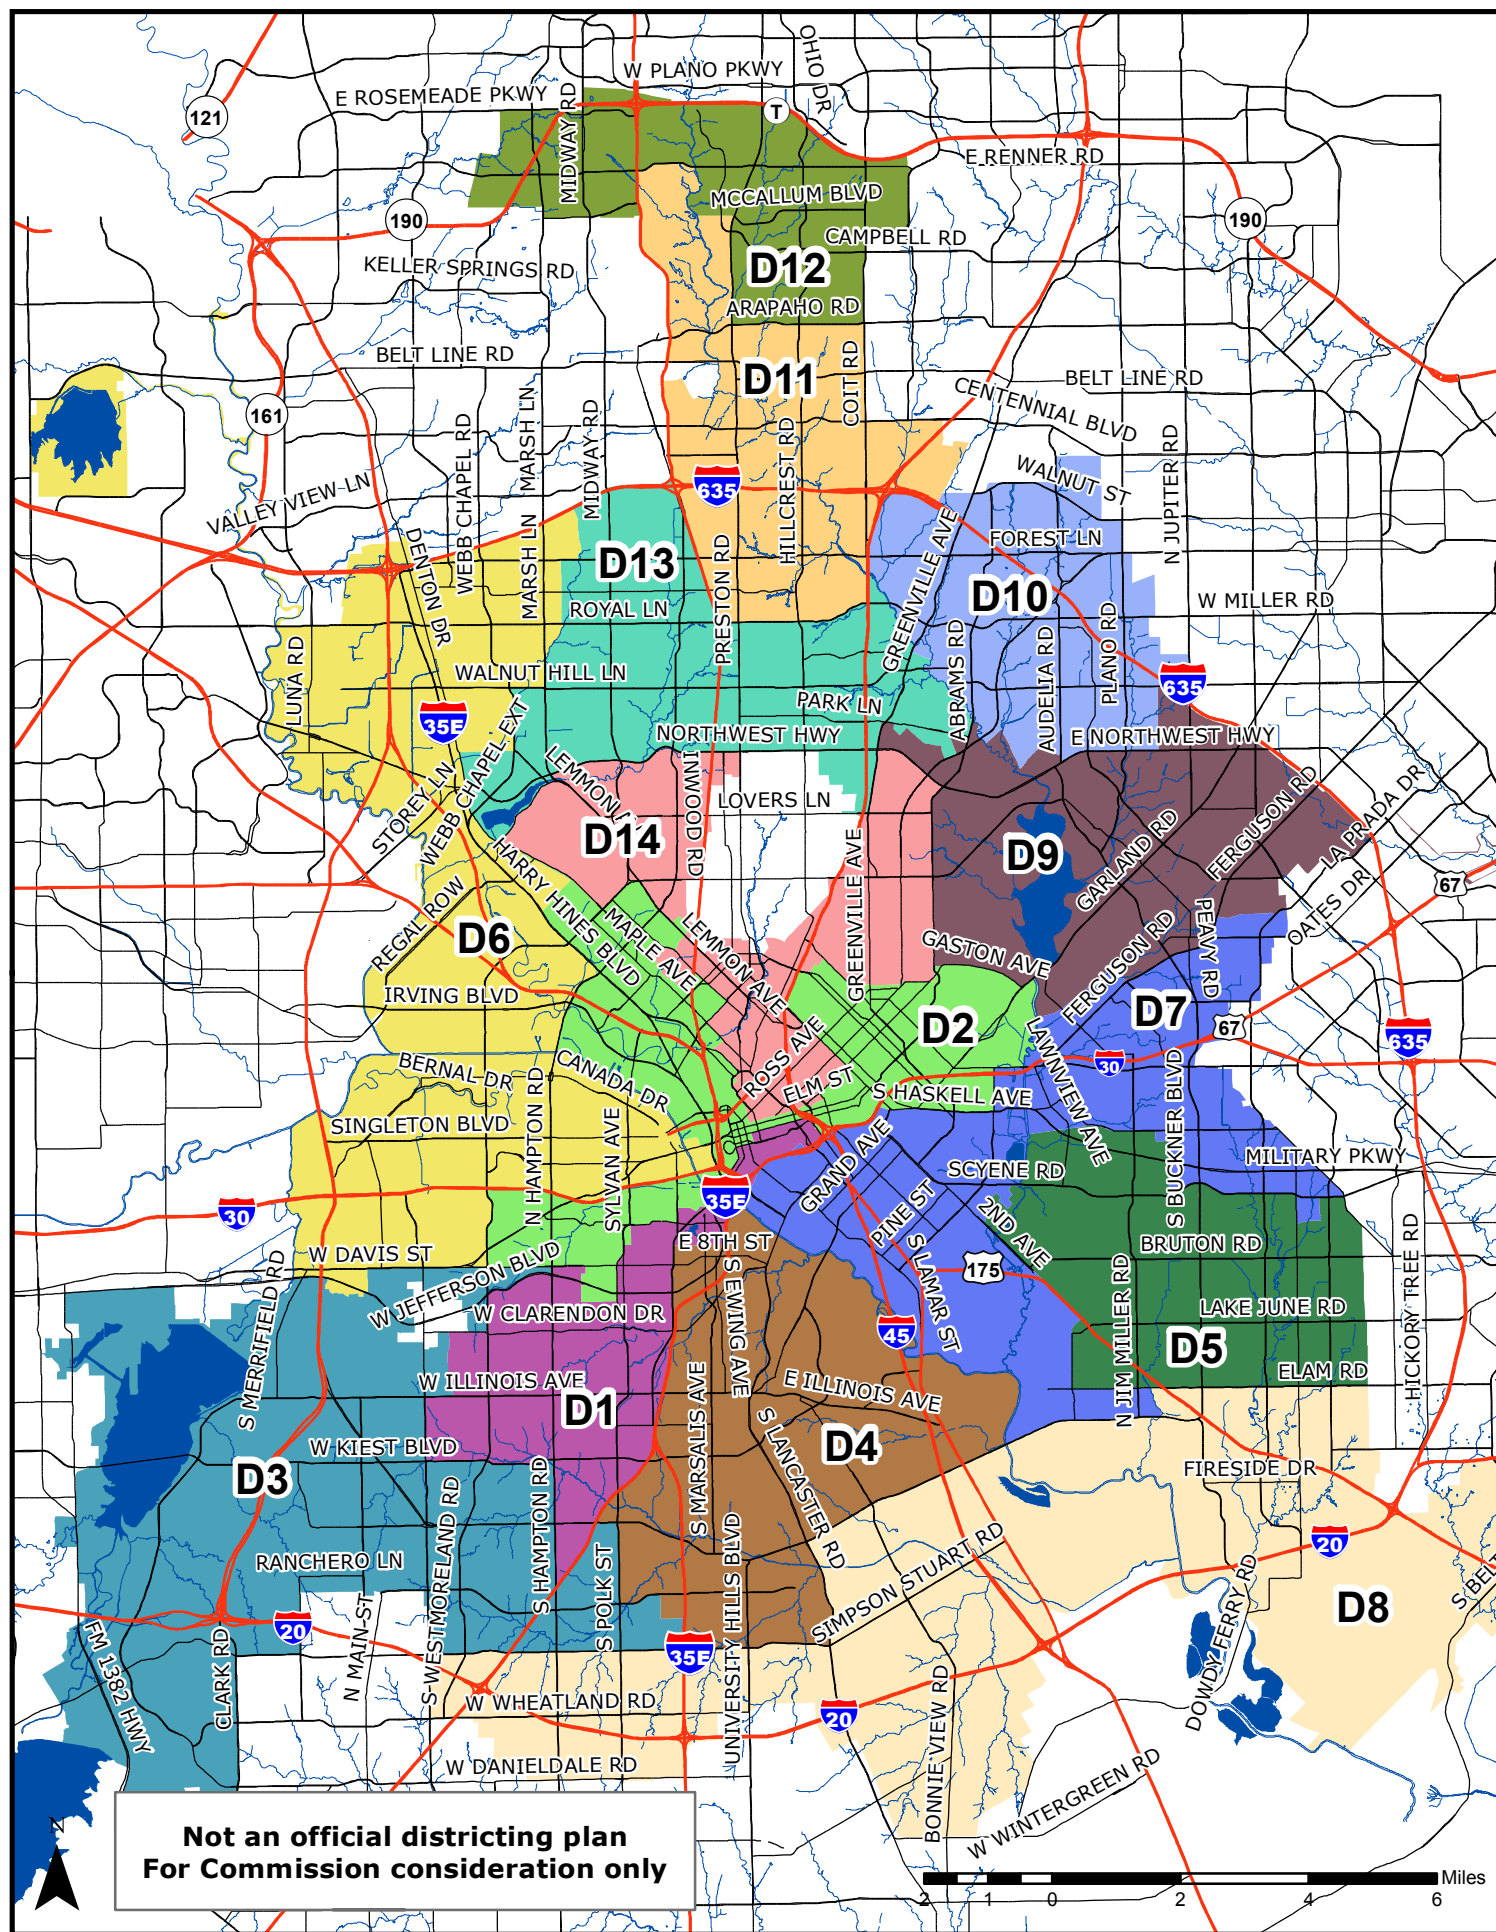 OHIO DR
W PLANO PKWY
E ROSEMEADE PKWY
MIDWAY RD
121
T
E RENNER RD
MCCALLUM BLVD
190
190
CAMPBELL RD
KELLER SPRINGS RD
D12
ARAPAHO RD
BELT LINE RD
D11
COIT RD
BELT LINE RD
CENTENNIAL BLVD
161
WEBB CHAPEL RD
MARSH LN
MIDWAY RD
HILLCREST RD
N JUPITER RD
WALNUT ST
635
VALLEY VIEW LN
MARSH LN
DENTON DR
FOREST LN
GREENVILLE AVE
D13
PRESTON RD
D10
ROYAL LN
W MILLER RD
PLANO RD
ABRAMS RD
AUDELIA RD
LUNA RD
WALNUT HILL LN
635
PARK LN
35E
NORTHWEST HWY
E NORTHWEST HWY
WEBB CHAPEL EXT
STOREY LN
LEMMON A
INWOOD RD
LOVERS LN
FERGUSON RD
LA PRADA DR
D14
D9
GARLAND RD
HARRY HINES BLVD
GREENVILLE AVE
67
OATES DR
REGAL ROW
D6
MAPLE AVE
LEMMON AVE
GASTON AVE
PEAVY RD
FERGUSON RD
IRVING BLVD
D2
D7
67
635
LAWNVIEW AVE
ROSS AVE
BERNAL DR
CANADA DR
ELM ST
30
S HASKELL AVE
S BUCKNER BLVD
N HAMPTON RD
SINGLETON BLVD
SYLVAN AVE
GRAND AVE
SCYENE RD
MILITARY PKWY
35E
30
PINE ST
2ND AVE
W DAVIS ST
E 8TH ST
BRUTON RD
175
S MERRIFIELD RD
W JEFFERSON BLVD
S EWING AVE
S LAMAR ST
N JIM MILLER RD
HICKORY TREE RD
W CLARENDON DR
LAKE JUNE RD
45
D5
ELAM RD
W ILLINOIS AVE
E ILLINOIS AVE
D1
S MARSALIS AVE
S LANCASTER RD
D4
W KIEST BLVD
D3
FIRESIDE DR
S WESTMORELAND RD
S HAMPTON RD
UNIVERSITY HILLS BLVD
20
RANCHERO LN
SIMPSON STUART RD
S POLK ST
DOWDY FERRY RD
S BELT
D8
FM 1382 HWY
CLARK RD
20
N MAIN ST
35E
BONNIE VIEW RD
W WHEATLAND RD
20
W DANIELDALE RD
W WINTERGREEN RD
N
Not an official districting plan
For Commission consideration only
Miles
2 1 0 2 4 6